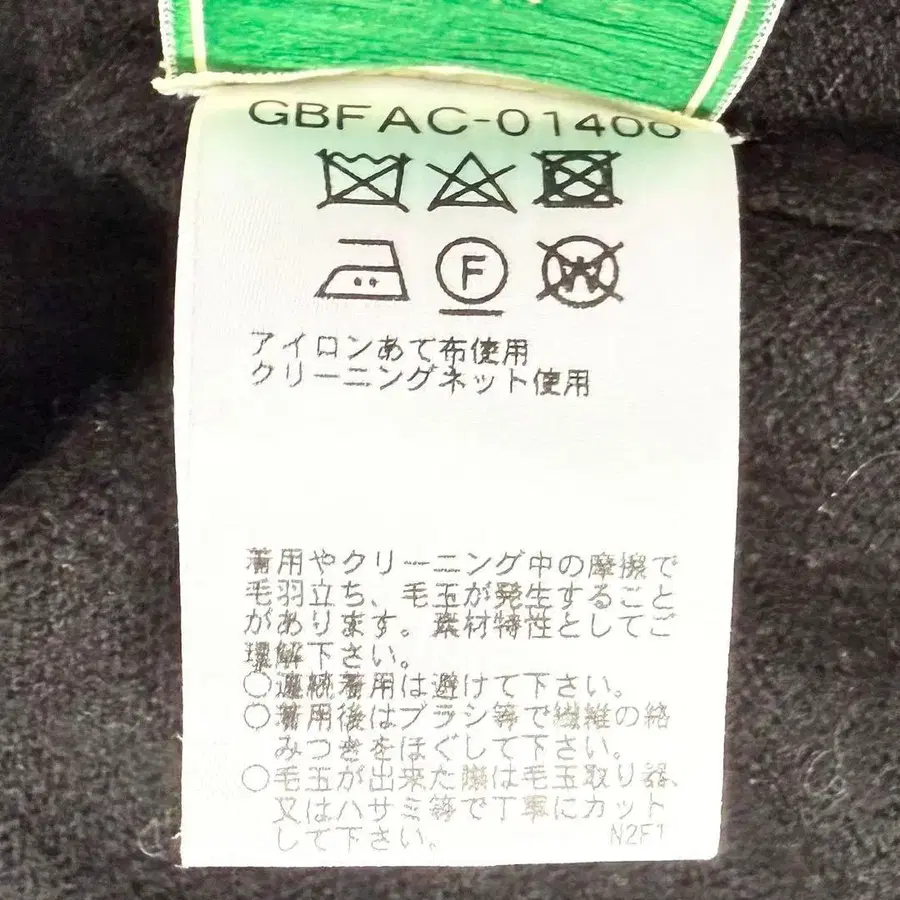 GBFAC-01400
F
W
アイロンあて布使用
クリーニングネット使用
着用やクリーニング中の摩擦で
毛羽立ち、毛玉が発生すること
があります。素材特性としてご
理解下さい。
○連続着用は避けて下さい。
○着用後はブラシ等で繊維の絡
みつきをほぐして下さい。
○毛玉が出来た際は毛玉取り器、
又はハサミ等で丁寧にカット
して下さい。
N2F1